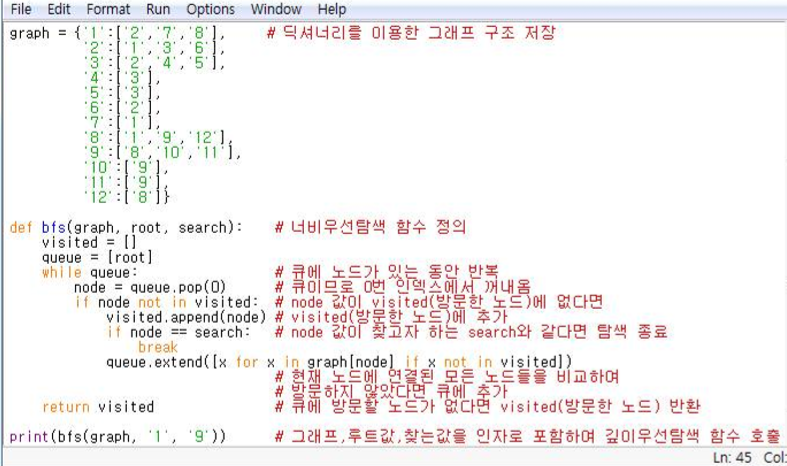 File Edit Format Run Options Window Help
graph = {'1':['2','7','8'], # 딕셔너리를 이용한 그래프 구조 저장
'2':['1','3','6'],
'3':['2','4','5'],
'4':['3'],
'5':['3'],
'6':['2'],
'7':['1'],
'8':['1','9','12'],
'9':['8','10','11'],
'10':['9'],
'11':['9'],
'12':['8']}
def bfs(graph, root, search): # 너비우선탐색 함수 정의
visited = []
queue = [root]
while queue: # 큐에 노드가 있는 동안 반복
node = queue.pop(0) # 큐이므로 0번 인덱스에서 꺼내옴
if node not in visited: # node 값이 visited(방문한 노드)에 없다면
visited.append(node) # visited(방문한 노드)에 추가
if node == search: # node 값이 찾고자 하는 search와 같다면 탐색 종료
break
queue.extend([x for x in graph[node] if x not in visited])
# 현재 노드에 연결된 모든 노드들을 비교하여
# 방문하지 않았다면 큐에 추가
return visited # 큐에 방문할 노드가 없다면 visited(방문한 노드) 반환
print(bfs(graph, '1', '9')) # 그래프,루트값,찾는값을 인자로 포함하여 깊이우선탐색 함수 호출
Ln: 45 Col: